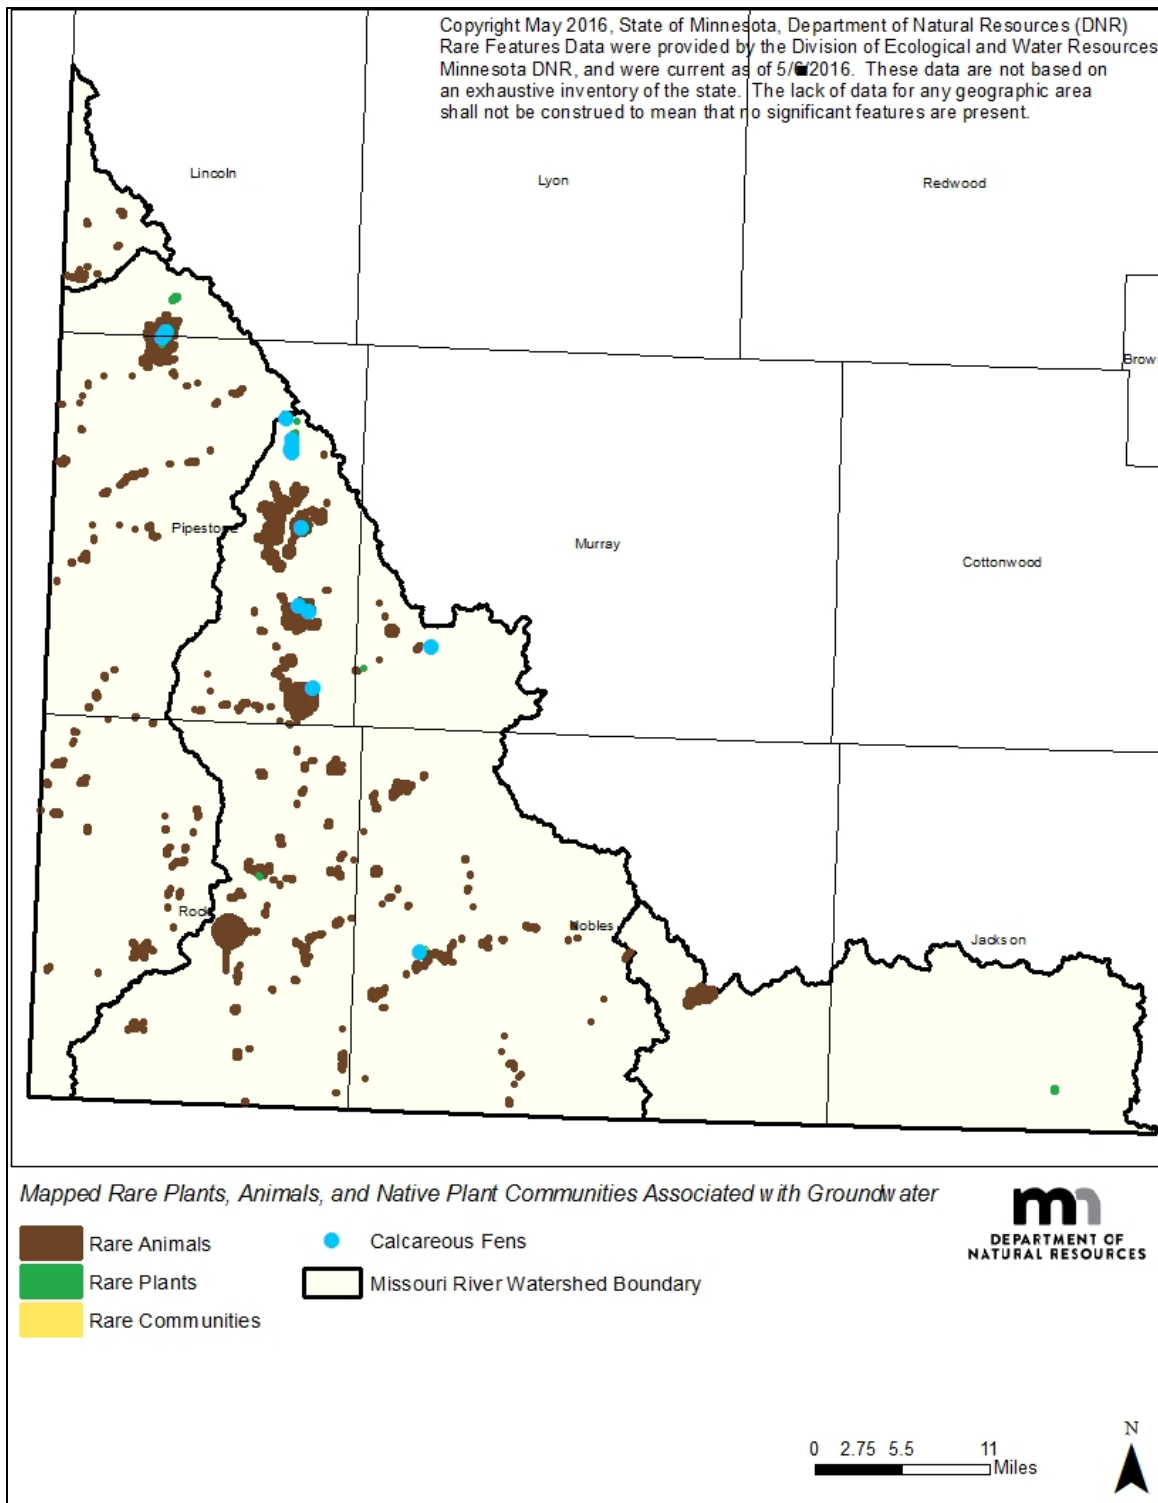 Copyright May 2016, State of Minnesota, Department of Natural Resources (DNR)
Rare Features Data were provided by the Division of Ecological and Water Resources
Minnesota DNR, and were current as of 5/6/2016. These data are not based on
an exhaustive inventory of the state. The lack of data for any geographic area
shall not be construed to mean that no significant features are present.
Lincoln
Lyon
Redwood
Brow
Pipestone
Murray
Cottonwood
Rock
Nobles
Jackson
Mapped Rare Plants, Animals, and Native Plant Communities Associated with Groundwater
Rare Animals
Calcareous Fens
Rare Plants
Missouri River Watershed Boundary
Rare Communities
mn
DEPARTMENT OF
NATURAL RESOURCES
N
0 2.75 5.5 11
Miles